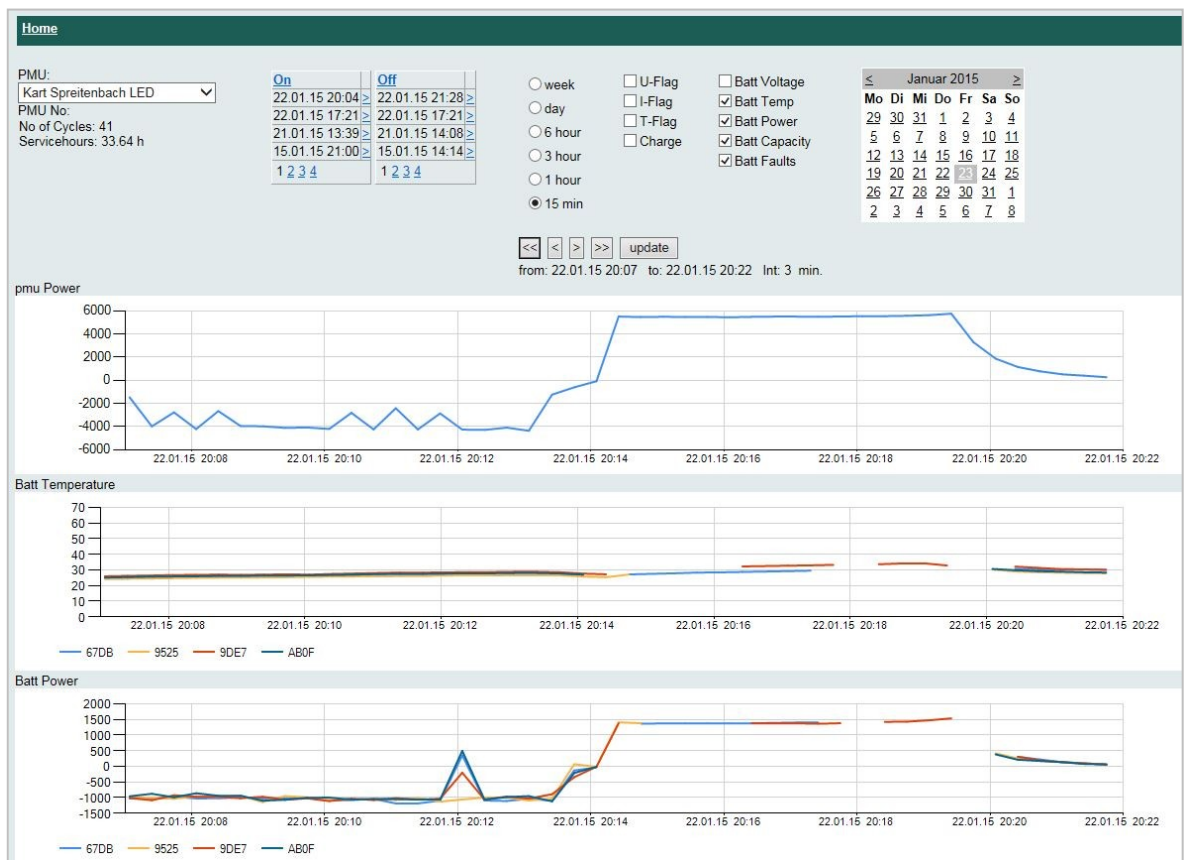 Home
PMU:
Kart Spreitenbach LED
PMU No:
No of Cycles: 41
Servicehours: 33.64 h
On Off
22.01.15 20:04 > 22.01.15 21:28 >
22.01.15 17:21 > 22.01.15 17:21 >
21.01.15 13:39 > 21.01.15 14:08 >
15.01.15 21:00 > 15.01.15 14:14 >
1 2 3 4 1 2 3 4
week
day
6 hour
3 hour
1 hour
15 min
U-Flag
I-Flag
T-Flag
Charge
Batt Voltage
Batt Temp
Batt Power
Batt Capacity
Batt Faults
< Januar 2015 >
Mo Di Mi Do Fr Sa So
29 30 31 1 2 3 4
5 6 7 8 9 10 11
12 13 14 15 16 17 18
19 20 21 22 23 24 25
26 27 28 29 30 31 1
2 3 4 5 6 7 8
<< < > >> update
from: 22.01.15 20:07 to: 22.01.15 20:22 Int: 3 min.
pmu Power
6000
4000
2000
0
-2000
-4000
-6000
22.01.15 20:08 22.01.15 20:10 22.01.15 20:12 22.01.15 20:14 22.01.15 20:16 22.01.15 20:18 22.01.15 20:20 22.01.15 20:22
Batt Temperature
70
60
50
40
30
20
10
0
22.01.15 20:08 22.01.15 20:10 22.01.15 20:12 22.01.15 20:14 22.01.15 20:16 22.01.15 20:18 22.01.15 20:20 22.01.15 20:22
67DB 9525 9DE7 AB0F
Batt Power
2000
1500
1000
500
0
-500
-1000
-1500
22.01.15 20:08 22.01.15 20:10 22.01.15 20:12 22.01.15 20:14 22.01.15 20:16 22.01.15 20:18 22.01.15 20:20 22.01.15 20:22
67DB 9525 9DE7 AB0F